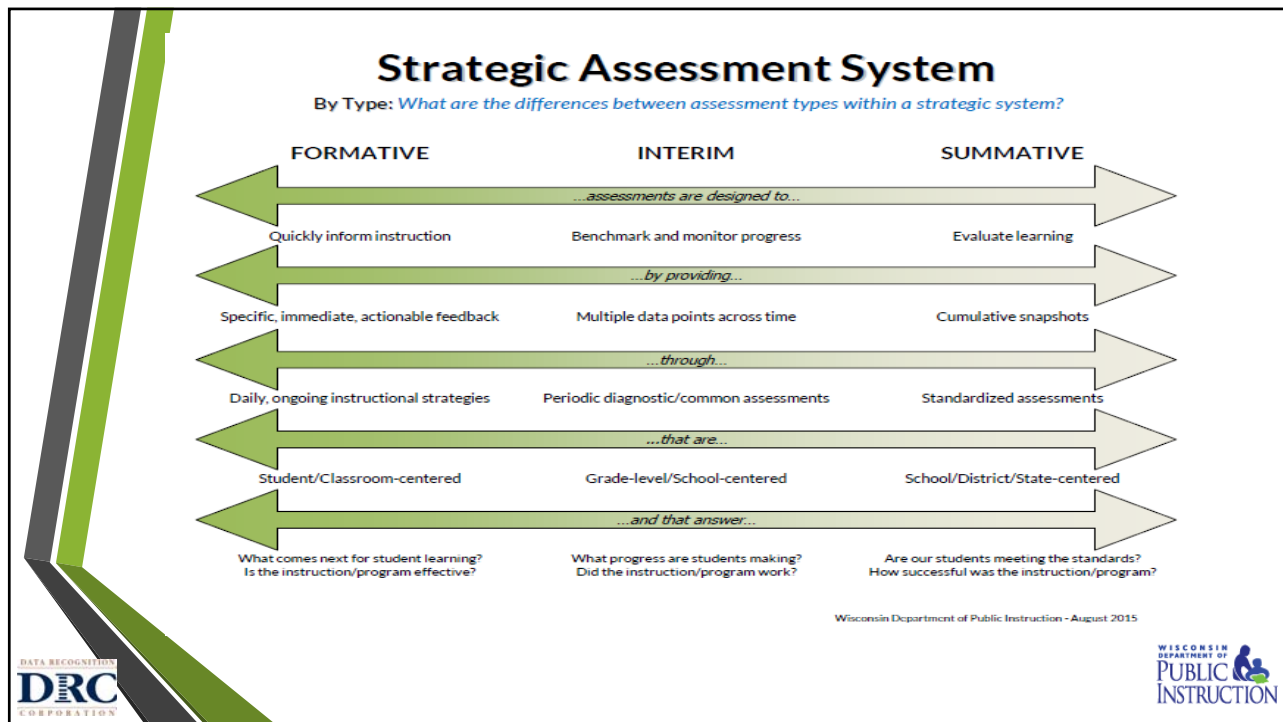 Strategic Assessment System
By Type: What are the differences between assessment types within a strategic system?
FORMATIVE INTERIM SUMMATIVE
...assessments are designed to...
Quickly inform instruction Benchmark and monitor progress Evaluate learning
...by providing...
Specific, immediate, actionable feedback Multiple data points across time Cumulative snapshots
...through...
Daily, ongoing instructional strategies Periodic diagnostic/common assessments Standardized assessments
...that are...
Student/Classroom-centered Grade-level/School-centered School/District/State-centered
...and that answer...
What comes next for student learning? What progress are students making? Are our students meeting the standards?
Is the instruction/program effective? Did the instruction/program work? How successful was the instruction/program?
Wisconsin Department of Public Instruction - August 2015
DATA RECOGNITION
DRC
CORPORATION
WISCONSIN
DEPARTMENT OF
PUBLIC
INSTRUCTION